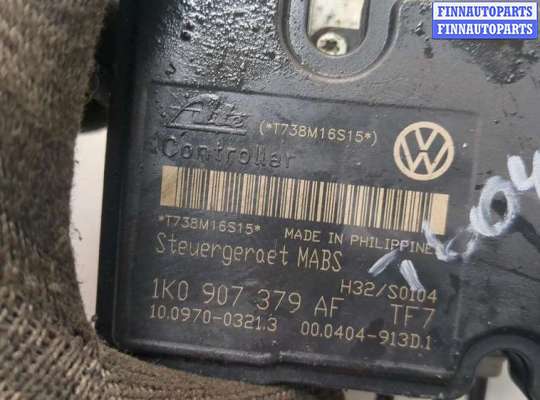 FINNAUTOPARTS
FINNAUTOPARTS
Ate (*T738M16S15*)
Controller
*T738M16S15* MADE IN PHILIPPINE
Steuergeraet MABS
H32/S0104
1K0 907 379 AF TF7
10.0970-0321.3 00.0404-913D.1